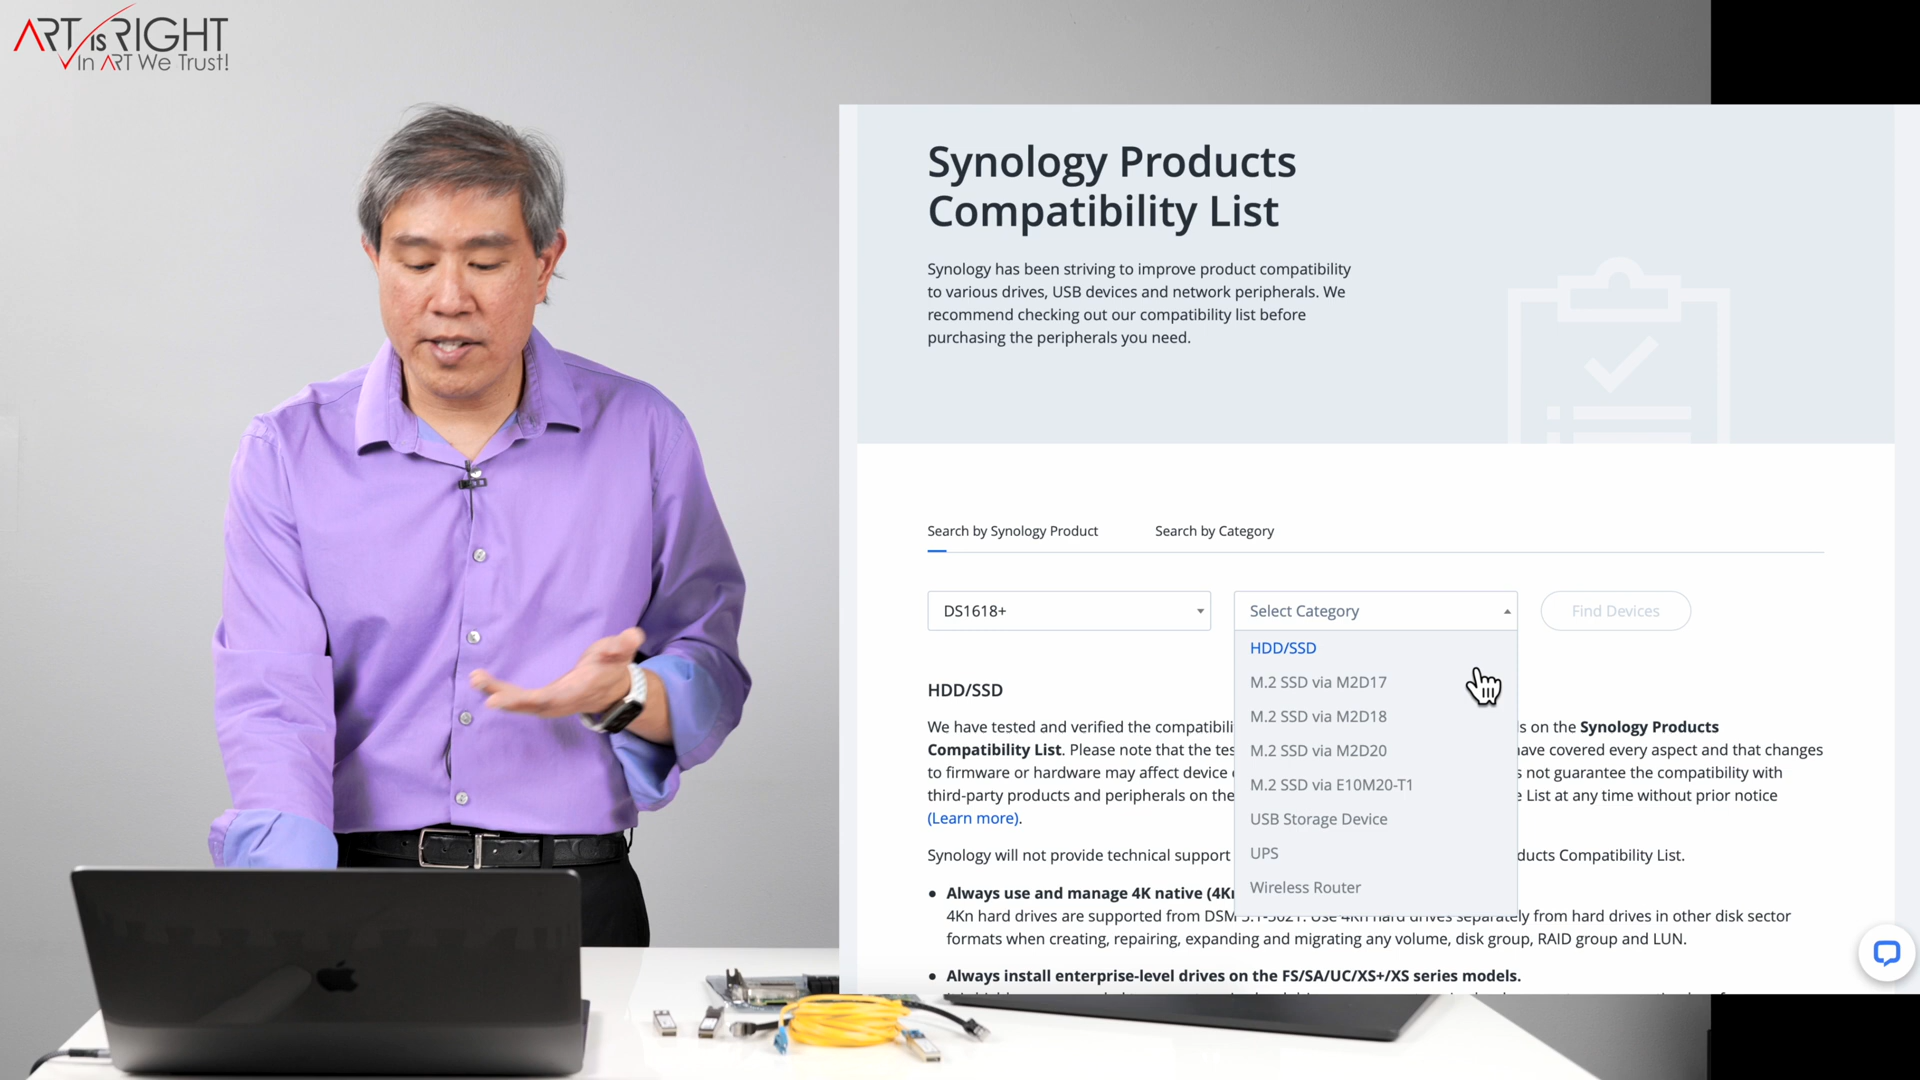 ART is RIGHT
In ART We Trust!
Synology Products
Compatibility List
Synology has been striving to improve product compatibility
to various drives, USB devices and network peripherals. We
recommend checking out our compatibility list before
purchasing the peripherals you need.
Search by Synology Product
Search by Category
DS1618+
Select Category
Find Devices
HDD/SSD
M.2 SSD via M2D17
M.2 SSD via M2D18
M.2 SSD via M2D20
M.2 SSD via E10M20-T1
USB Storage Device
UPS
Wireless Router
HDD/SSD
We have tested and verified the s on the Synology Products
Compatibility List. Please note that the ave covered every aspect and that changes
to firmware or hardware may affect device s not guarantee the compatibility with
third-party products and peripherals on the e List at any time without prior notice
(Learn more).
Synology will not provide technical support ducts Compatibility List.
• Always use and manage 4K native
4Kn hard drives are supported from DSM separately from hard drives in other disk sector
formats when creating, repairing, expanding and migrating any volume, disk group, RAID group and LUN.
• Always install enterprise-level drives on the FS/SA/UC/XS+/XS series models.